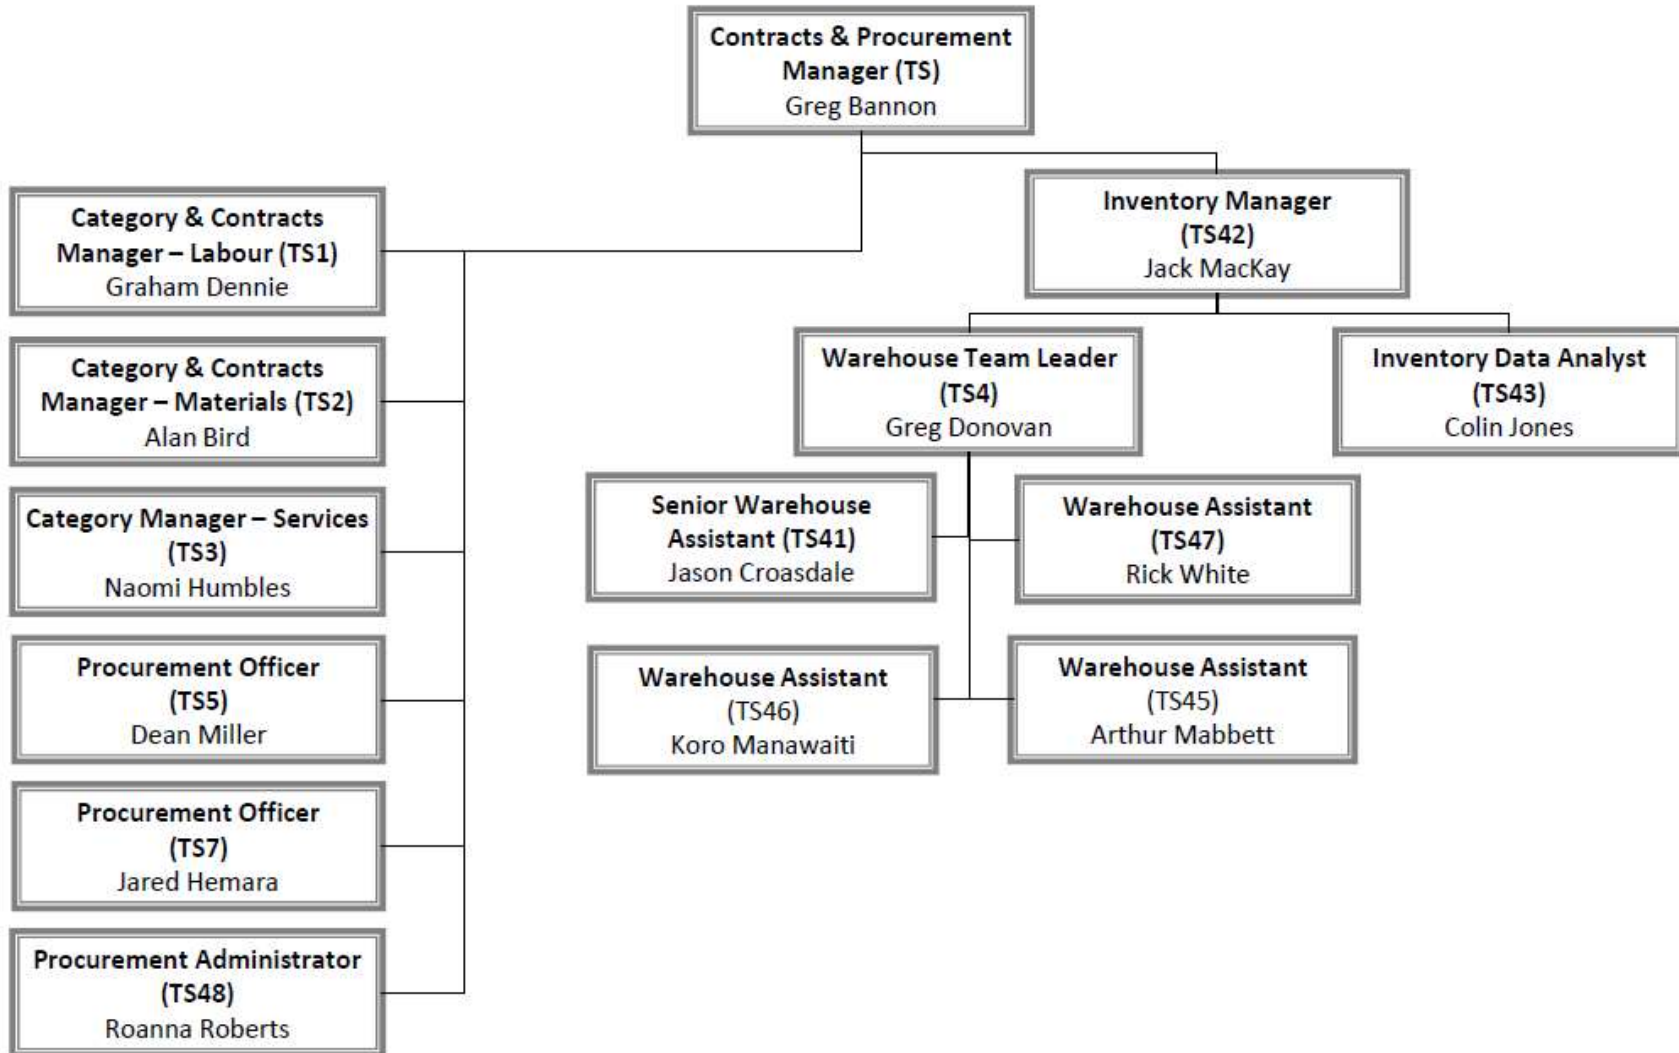 Contracts & Procurement
Manager (TS)
Greg Bannon
Category & Contracts
Manager – Labour (TS1)
Graham Dennie
Category & Contracts
Manager – Materials (TS2)
Alan Bird
Category Manager – Services
(TS3)
Naomi Humbles
Procurement Officer
(TS5)
Dean Miller
Procurement Officer
(TS7)
Jared Hemara
Procurement Administrator
(TS48)
Roanna Roberts
Inventory Manager
(TS42)
Jack MacKay
Warehouse Team Leader
(TS4)
Greg Donovan
Inventory Data Analyst
(TS43)
Colin Jones
Senior Warehouse
Assistant (TS41)
Jason Croasdale
Warehouse Assistant
(TS47)
Rick White
Warehouse Assistant
(TS46)
Koro Manawaiti
Warehouse Assistant
(TS45)
Arthur Mabbett